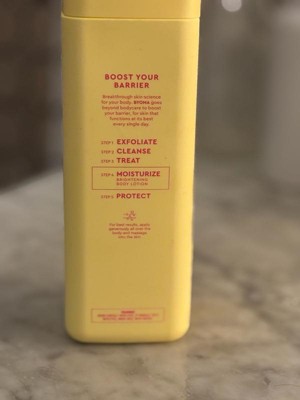 BOOST YOUR
BARRIER
Breakthrough skin science
for your body. BYOMA goes
beyond bodycare to boost
your barrier, for skin that
functions at its best
every single day.
STEP 1 EXFOLIATE
STEP 2 CLEANSE
STEP 3 TREAT
STEP 4 MOISTURIZE
BRIGHTENING
BODY LOTION
STEP 5 PROTECT
For best results, apply
generously all over the
body and massage
into the skin.